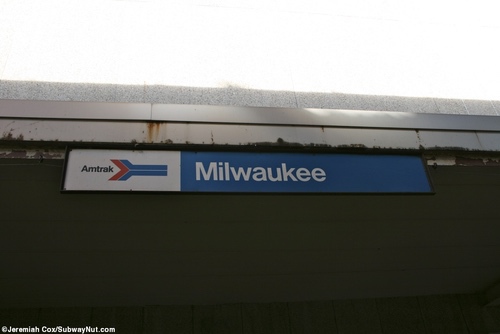 Amtrak Milwaukee
©Jeremiah Cox/SubwayNut.com